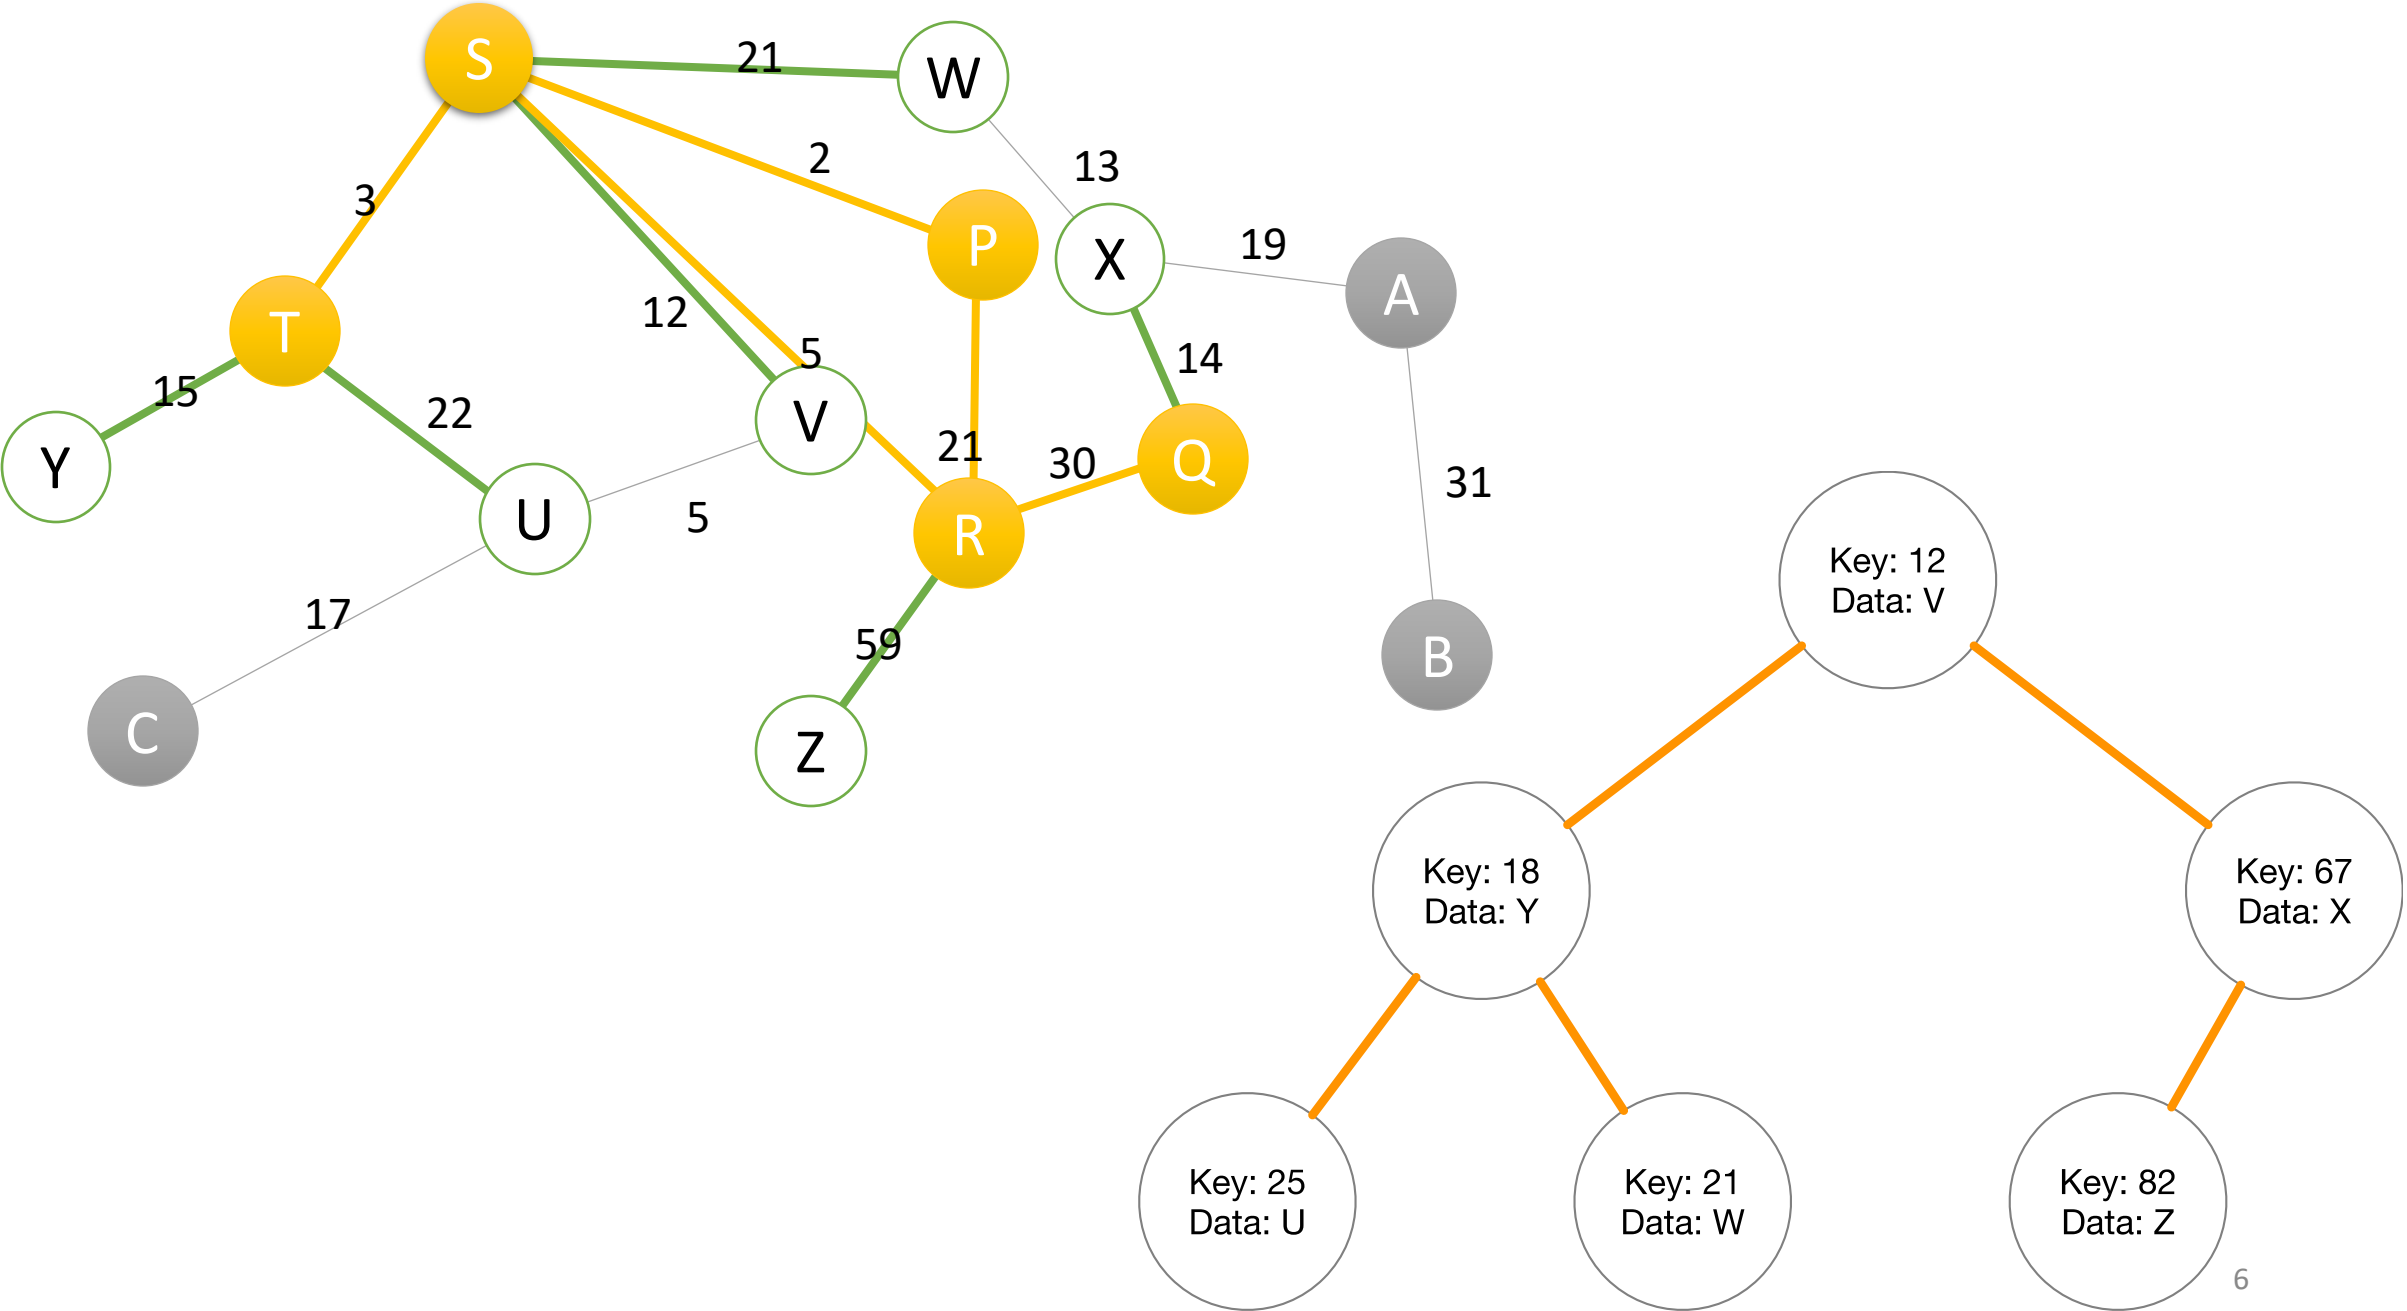 S
21
W
2
13
3
P
X
19
A
12
T
5
14
15
22
V
21
30
Q
Y
U
5
R
31
17
59
B
C
Z
Key: 12
Data: V
Key: 18
Data: Y
Key: 67
Data: X
Key: 25
Data: U
Key: 21
Data: W
Key: 82
Data: Z
6